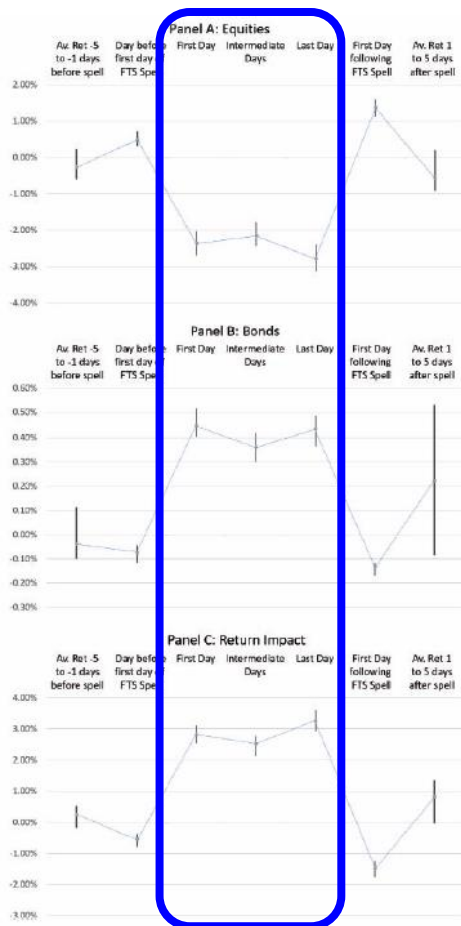 Panel A: Equities
Av. Ret -5 Day before First Day Intermediate Last Day First Day Av. Ret 1
to -1 days first day of Days following to 5 days
before spell FTS Spell FTS Spell after spell
2.00%
1.00%
0.00%
-1.00%
-2.00%
-3.00%
-4.00%
Panel B: Bonds
Av. Ret -5 Day before First Day Intermediate Last Day First Day Av. Ret 1
to -1 days first day of Days following to 5 days
before spell FTS Spell FTS Spell after spell
0.60%
0.50%
0.40%
0.30%
0.20%
0.10%
0.00%
-0.10%
-0.20%
-0.30%
Panel C: Return Impact
Av. Ret -5 Day before First Day Intermediate Last Day First Day Av. Ret 1
to -1 days first day of Days following to 5 days
before spell FTS Spell FTS Spell after spell
4.00%
3.00%
2.00%
1.00%
0.00%
-1.00%
-2.00%
-3.00%